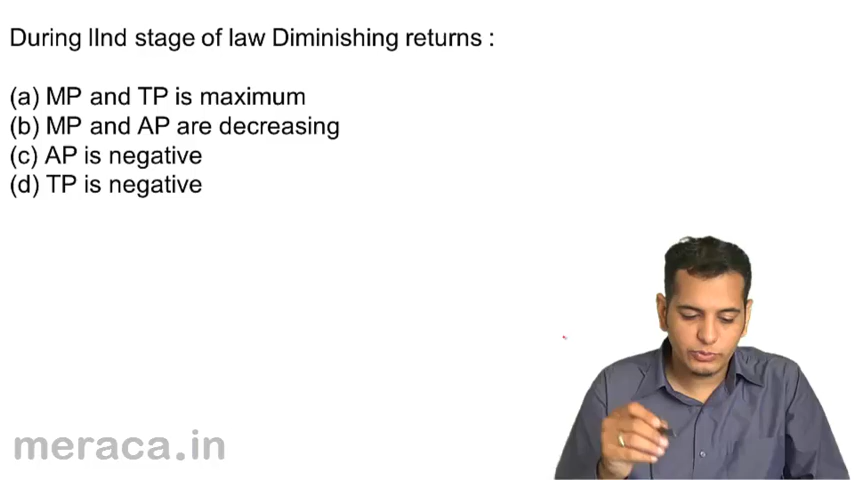 During IInd stage of law Diminishing returns :
(a) MP and TP is maximum
(b) MP and AP are decreasing
(c) AP is negative
(d) TP is negative
meraca.in